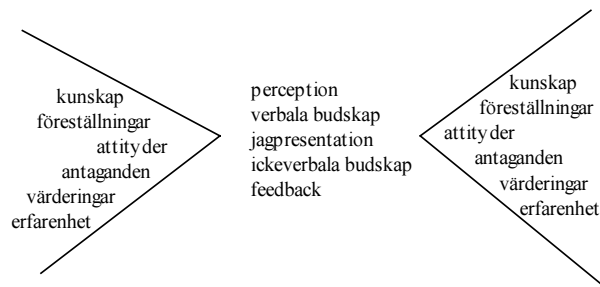 kunskap
föreställningar
attityder
antaganden
värderingar
erfarenhet
perception
verbala budskap
jagpresentation
ickeverbala budskap
feedback
kunskap
föreställningar
attityder
antaganden
värderingar
erfarenhet